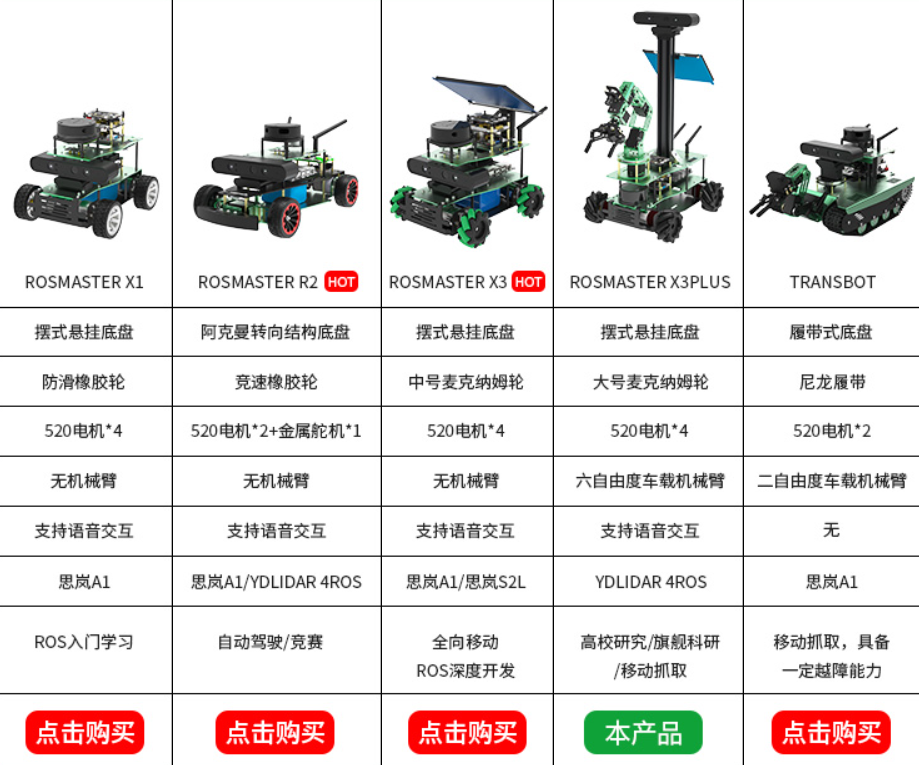 ROSMASTER X1
ROSMASTER R2 HOT
ROSMASTER X3 HOT
ROSMASTER X3PLUS
TRANSBOT
摆式悬挂底盘
阿克曼转向结构底盘
摆式悬挂底盘
摆式悬挂底盘
履带式底盘
防滑橡胶轮
竞速橡胶轮
中号麦克纳姆轮
大号麦克纳姆轮
尼龙履带
520电机*4
520电机*2+金属舵机*1
520电机*4
520电机*4
520电机*2
无机械臂
无机械臂
无机械臂
六自由度车载机械臂
二自由度车载机械臂
支持语音交互
支持语音交互
支持语音交互
支持语音交互
无
思岚A1
思岚A1/YDLIDAR 4ROS
思岚A1/思岚S2L
YDLIDAR 4ROS
思岚A1
ROS入门学习
自动驾驶/竞赛
全向移动
ROS深度开发
高校研究/旗舰科研
/移动抓取
移动抓取，具备
一定越障能力
点击购买
点击购买
点击购买
本产品
点击购买